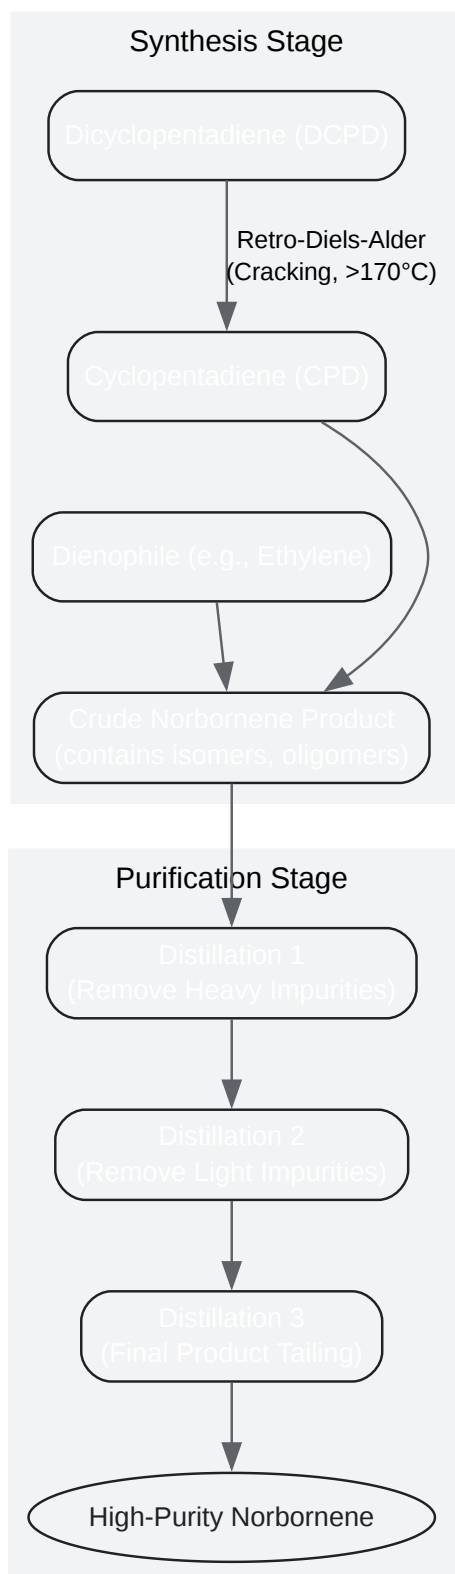 Synthesis Stage
Dicyclopentadiene (DCPD)
Retro-Diels-Alder
(Cracking, >170°C)
Cyclopentadiene (CPD)
Dienophile (e.g., Ethylene)
Crude Norbornene Product
(contains isomers, oligomers)
Purification Stage
Distillation 1
(Remove Heavy Impurities)
Distillation 2
(Remove Light Impurities)
Distillation 3
(Final Product Tailing)
High-Purity Norbornene